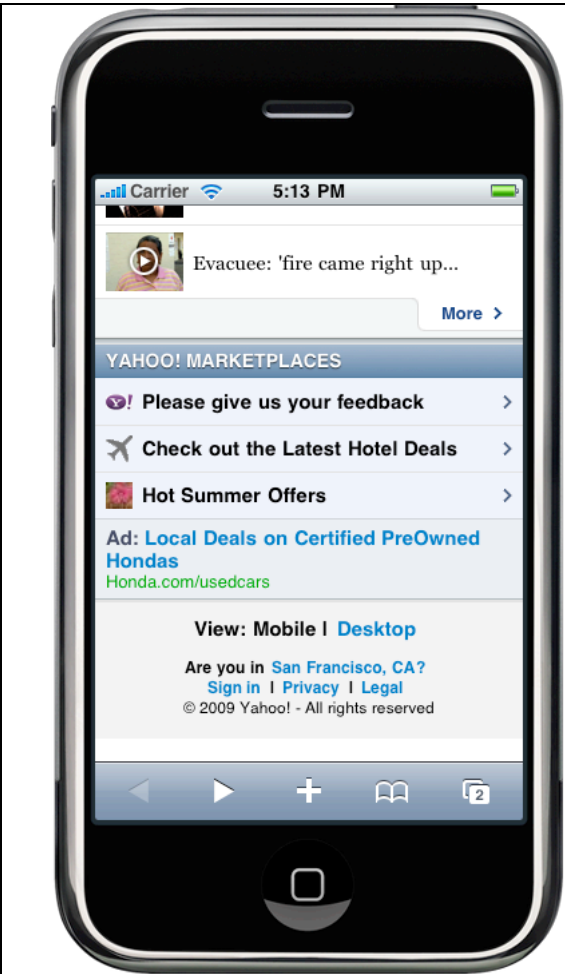 Carrier 5:13 PM
Evacuee: 'fire came right up...
More >
YAHOO! MARKETPLACES
Y! Please give us your feedback >
Check out the Latest Hotel Deals >
Hot Summer Offers >
Ad: Local Deals on Certified PreOwned
Hondas
Honda.com/usedcars
View: Mobile | Desktop
Are you in San Francisco, CA?
Sign in | Privacy | Legal
© 2009 Yahoo! - All rights reserved
2